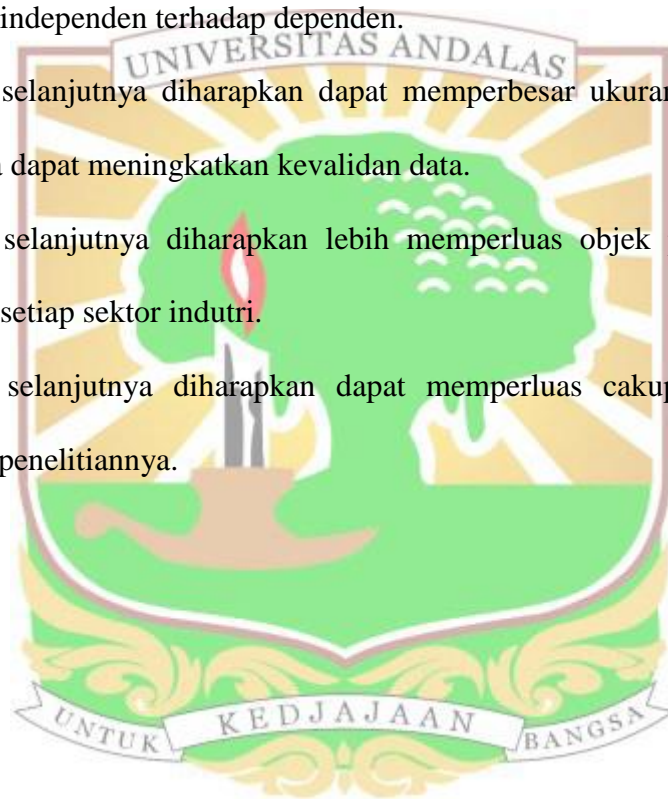 independen terhadap dependen.
UNIVERSITAS ANDALAS
selanjutnya diharapkan dapat memperbesar ukuran
dapat meningkatkan kevalidan data.
selanjutnya diharapkan lebih memperluas objek
setiap sektor indutri.
selanjutnya diharapkan dapat memperluas cakup
penelitiannya.
UNTUK KEDJAJAAN BANGSA